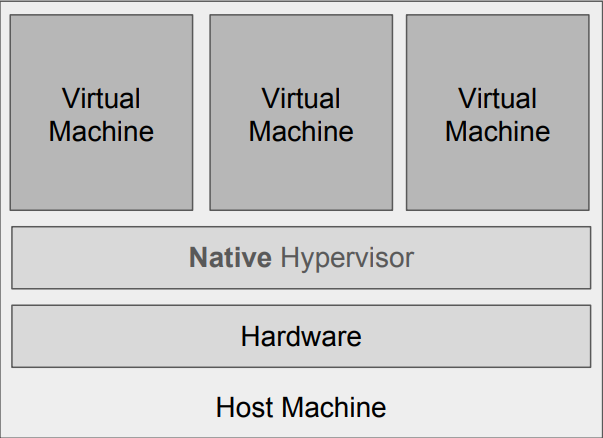 Virtual
Machine
Virtual
Machine
Virtual
Machine
Native Hypervisor
Hardware
Host Machine